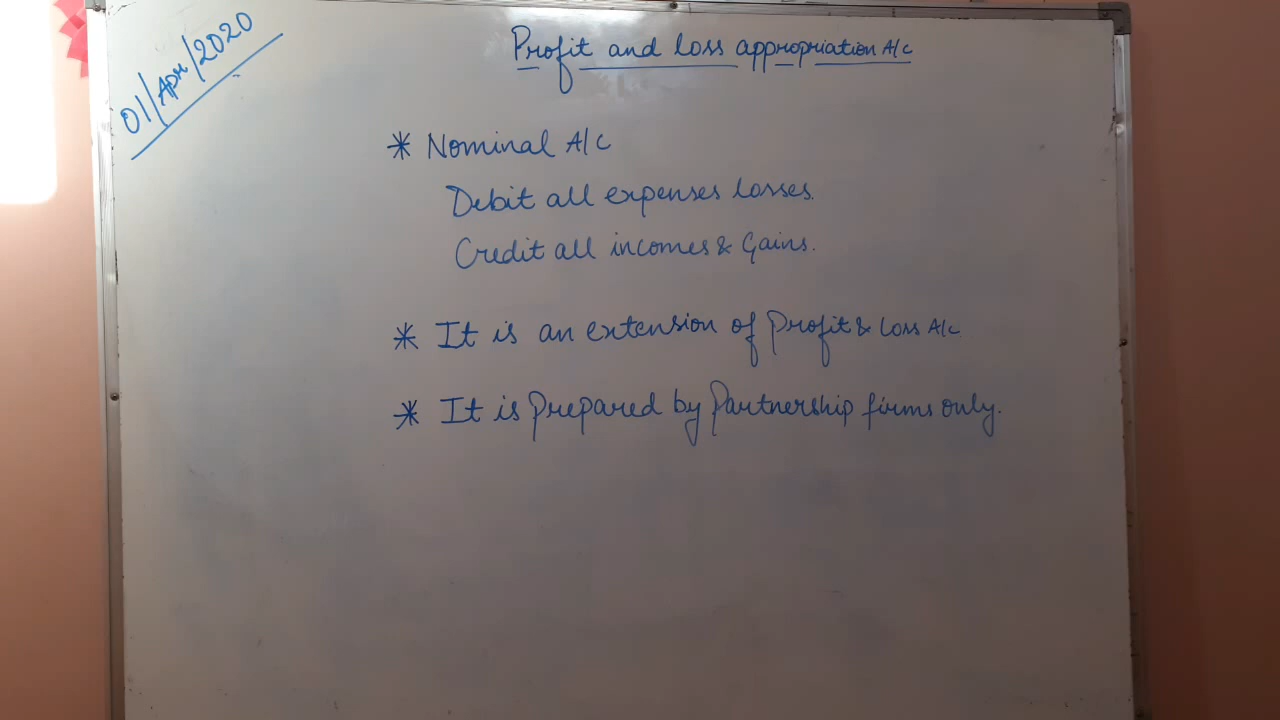 01/Apr/2020
Profit and loss appropriation A/c
* Nominal A/c
Debit all expenses losses.
Credit all incomes & Gains.
* It is an extension of Profit & Loss A/c
* It is prepared by Partnership firms only.